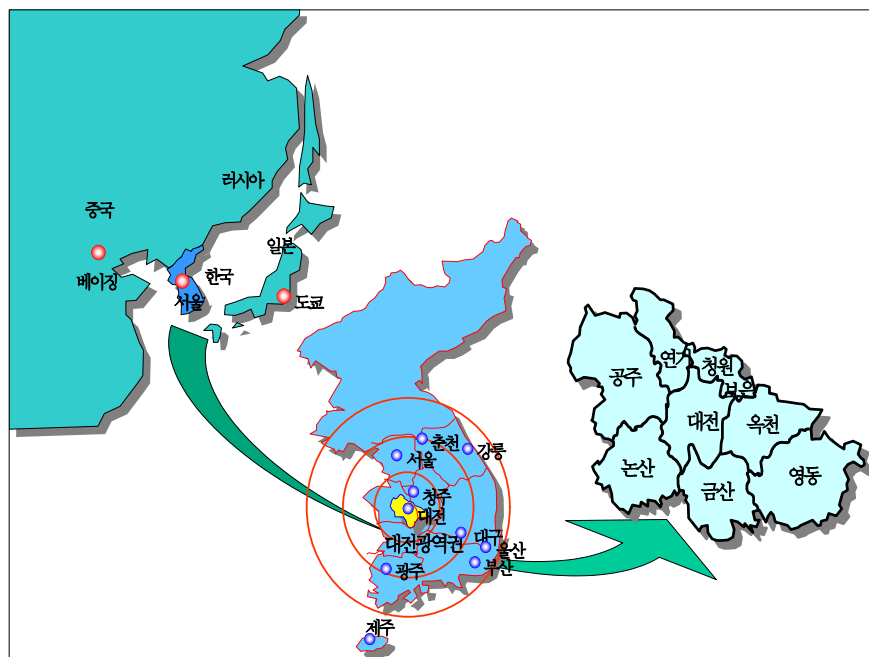 러시아
중국
일본
베이징
한국
서울
도쿄
춘천
서울
강릉
청주
대전
대전광역권
대구
울산
부산
광주
제주
연기
청원
공주
보은
대전
옥천
논산
금산
영동